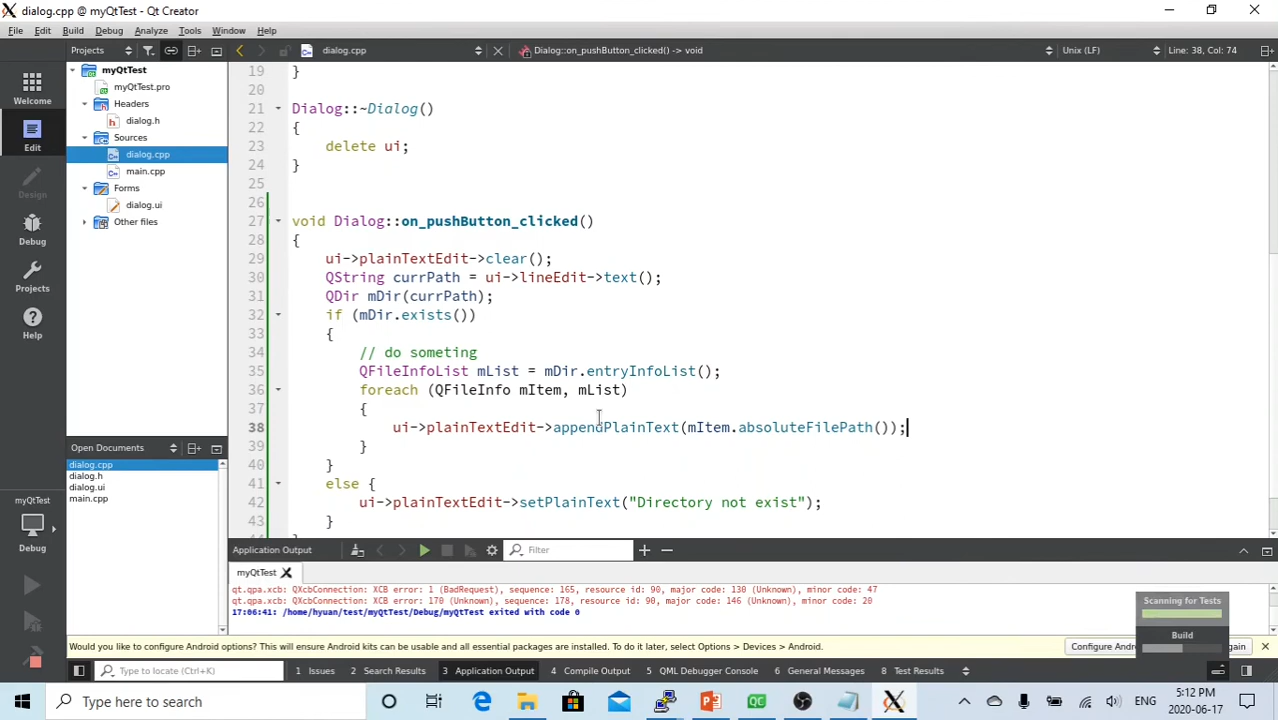 dialog.cpp @ myQtTest - Qt Creator
File Edit Build Debug Analyze Tools Window Help
Projects dialog.cpp Dialog::on_pushButton_clicked() -> void Unix (LF) Line: 38, Col: 74
myQtTest
myQtTest.pro
Headers
dialog.h
Sources
dialog.cpp
main.cpp
Forms
dialog.ui
Other files
Welcome
Edit
Design
Debug
Projects
Help
myQtTest
Debug
Open Documents
dialog.cpp
dialog.h
dialog.ui
main.cpp
19 }
20
21 Dialog::~Dialog()
22 {
23 delete ui;
24 }
25
26
27 void Dialog::on_pushButton_clicked()
28 {
29 ui->plainTextEdit->clear();
30 QString currPath = ui->lineEdit->text();
31 QDir mDir(currPath);
32 if (mDir.exists())
33 {
34 // do someting
35 QFileInfoList mList = mDir.entryInfoList();
36 foreach (QFileInfo mItem, mList)
37 {
38 ui->plainTextEdit->appendPlainText(mItem.absoluteFilePath());
39 }
40 }
41 else {
42 ui->plainTextEdit->setPlainText("Directory not exist");
43 }
Application Output Filter
myQtTest
qt.qpa.xcb: QXcbConnection: XCB error: 1 (BadRequest), sequence: 165, resource id: 90, major code: 130 (Unknown), minor code: 47
qt.qpa.xcb: QXcbConnection: XCB error: 170 (Unknown), sequence: 178, resource id: 90, major code: 146 (Unknown), minor code: 20
17:06:41: /home/hyuan/test/myQtTest/Debug/myQtTest exited with code 0
Scanning for Tests
Build
Would you like to configure Android options? This will ensure Android kits can be usable and all essential packages are installed. To do it later, select Options > Devices > Android. Configure Andr gain
Type to locate (Ctrl+K) 1 Issues 2 Search Results 3 Application Output 4 Compile Output 5 QML Debugger Console 6 General Messages 8 Test Results
Type here to search
ENG
5:12 PM
2020-06-17